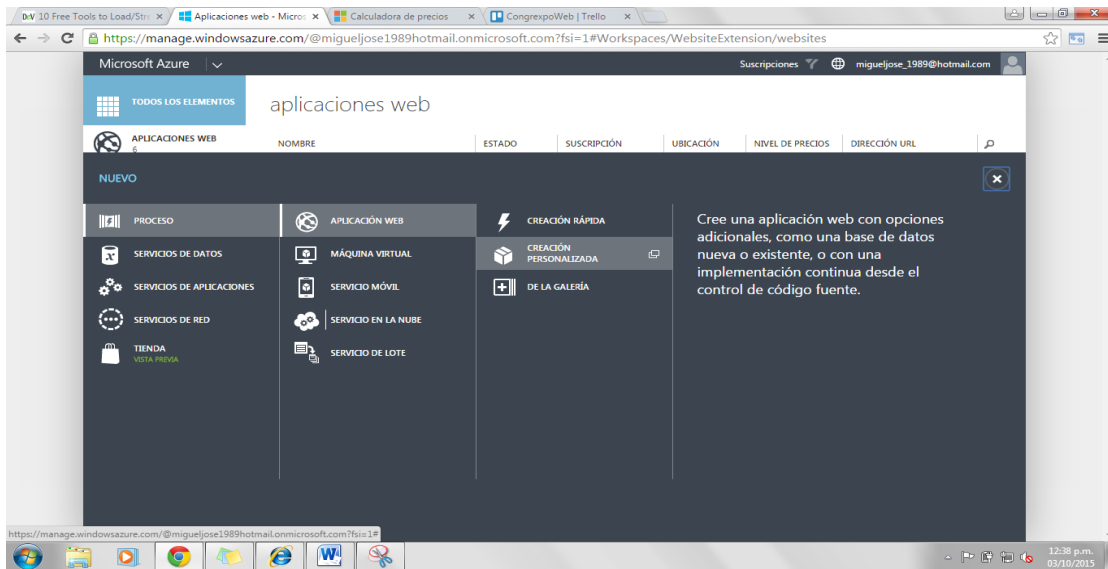 10 Free Tools to Load/Stre
Aplicaciones web - Micros
Calculadora de precios
CongrexpoWeb | Trello
https://manage.windowsazure.com/@migueljose1989hotmail.onmicrosoft.com?fsi=1#Workspaces/WebsiteExtension/websites
Microsoft Azure
Suscripciones
migueljose_1989@hotmail.com
TODOS LOS ELEMENTOS
aplicaciones web
APLICACIONES WEB
6
NOMBRE
ESTADO
SUSCRIPCIÓN
UBICACIÓN
NIVEL DE PRECIOS
DIRECCIÓN URL
NUEVO
PROCESO
SERVICIOS DE DATOS
SERVICIOS DE APLICACIONES
SERVICIOS DE RED
TIENDA
VISTA PREVIA
APLICACIÓN WEB
MÁQUINA VIRTUAL
SERVICIO MÓVIL
SERVICIO EN LA NUBE
SERVICIO DE LOTE
CREACIÓN RÁPIDA
CREACIÓN
PERSONALIZADA
DE LA GALERÍA
Cree una aplicación web con opciones
adicionales, como una base de datos
nueva o existente, o con una
implementación continua desde el
control de código fuente.
https://manage.windowsazure.com/@migueljose1989hotmail.onmicrosoft.com?fsi=1#
12:38 p.m.
03/10/2015